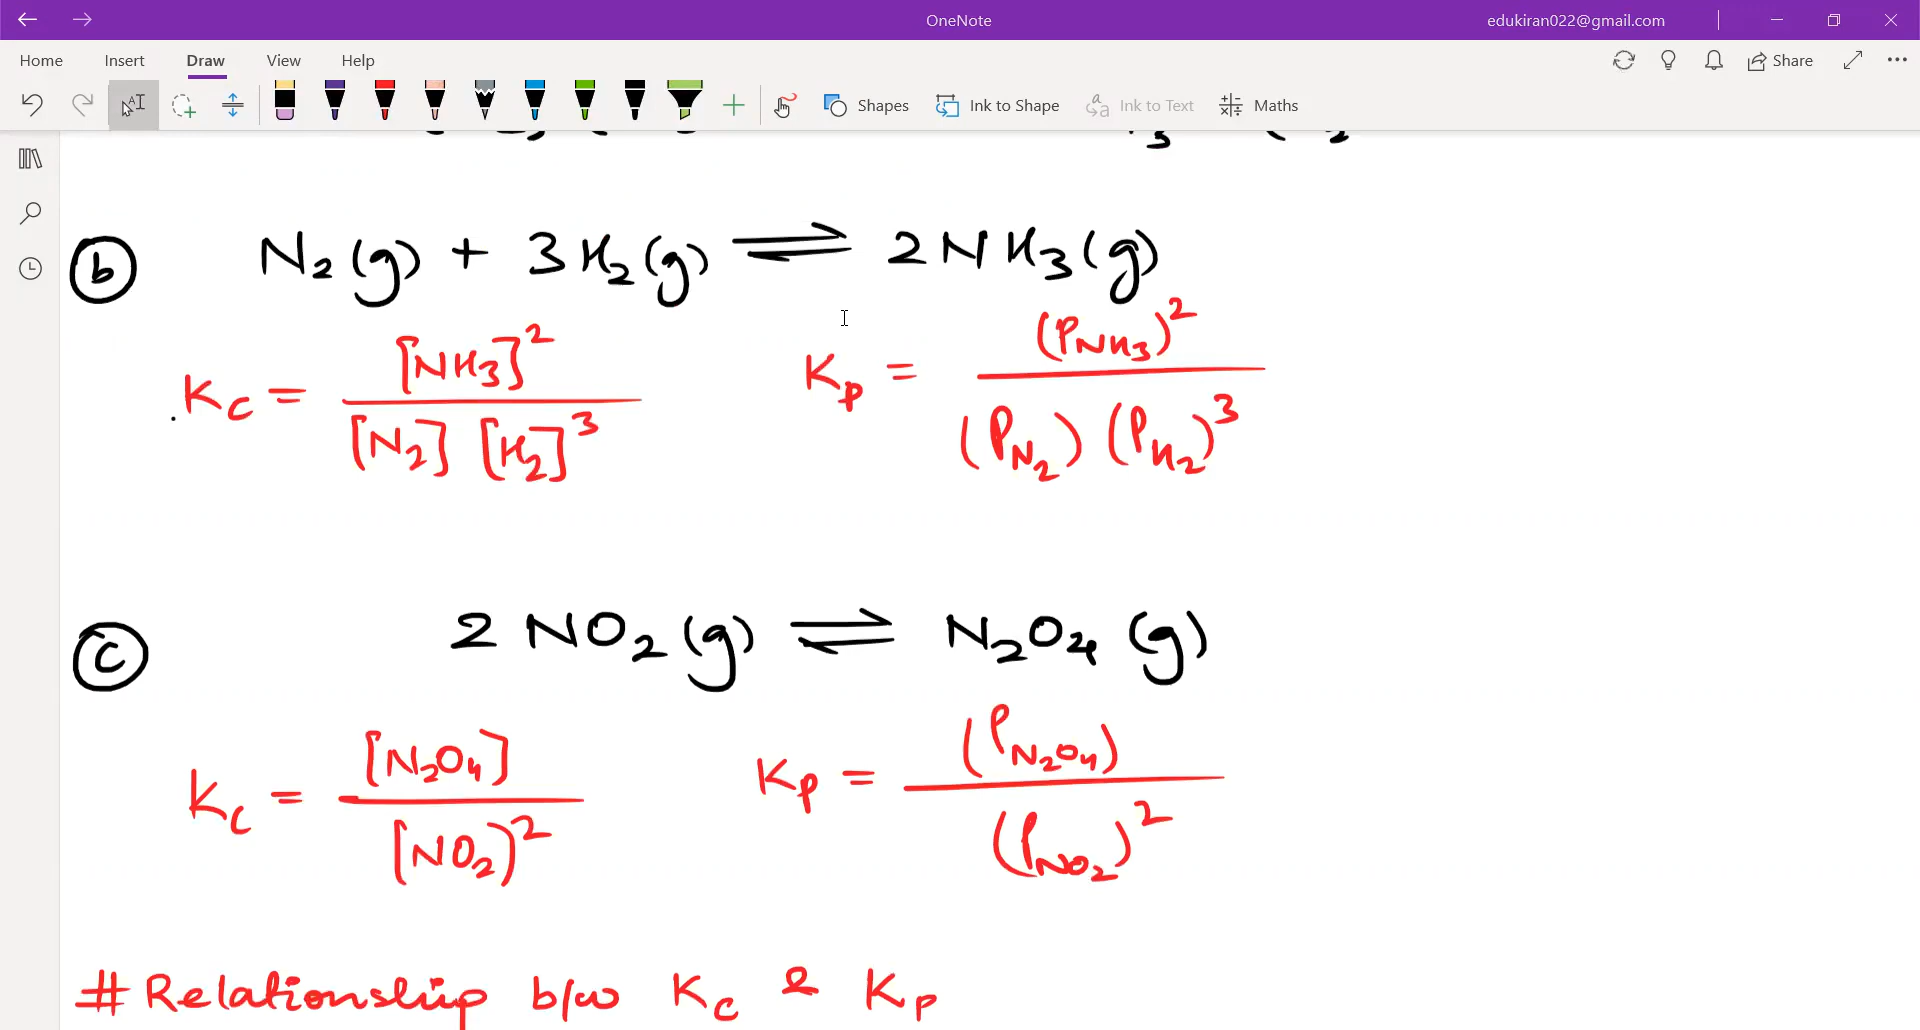 OneNote
edukiran022@gmail.com
Home Insert Draw View Help
Share
Shapes Ink to Shape Ink to Text Maths
(b) N₂(g) + 3H₂(g) ⇌ 2NH₃(g)
Kc = [NH₃]² / [N₂] [H₂]³ Kp = (P_NH₃)² / (P_N₂) (P_H₂)³
(c) 2 NO₂(g) ⇌ N₂O₄ (g)
Kc = [N₂O₄] / [NO₂)² Kp = (P_N₂O₄) / (P_NO₂)²
# Relationship b/w Kc & Kp